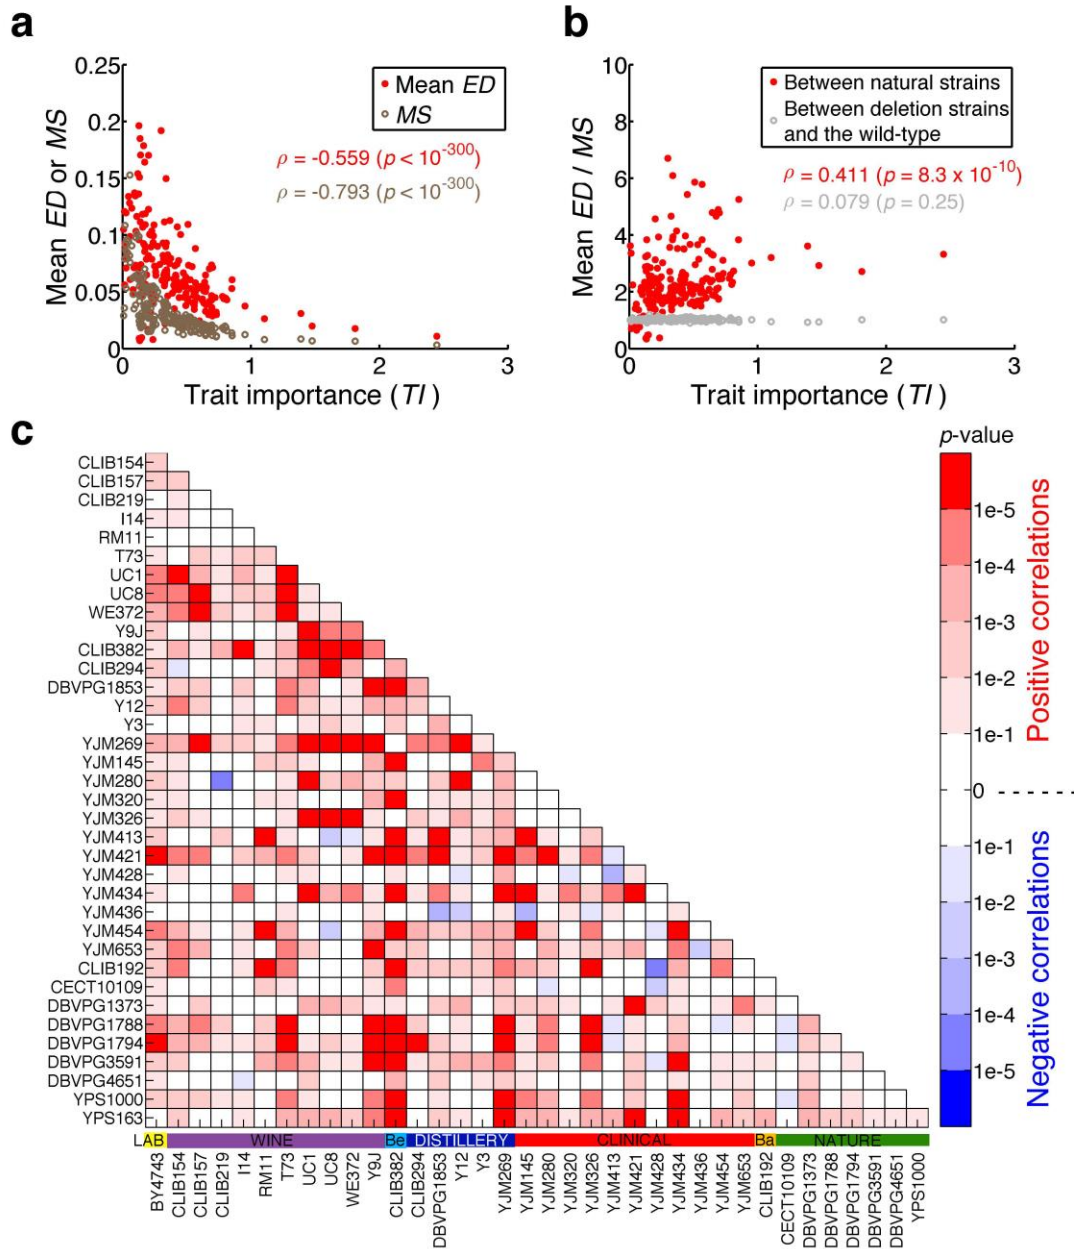 a
0.25
0.2
0.15
0.1
0.05
0
0 1 2 3
Mean ED or MS
Trait importance (TI)
Mean ED
MS
ρ = -0.559 (p < 10^-300)
ρ = -0.793 (p < 10^-300)
b
10
8
6
4
2
0
0 1 2 3
Mean ED / MS
Trait importance (TI)
Between natural strains
Between deletion strains
and the wild-type
ρ = 0.411 (p = 8.3 x 10^-10)
ρ = 0.079 (p = 0.25)
c
CLIB154
CLIB157
CLIB219
I14
RM11
T73
UC1
UC8
WE372
Y9J
CLIB382
CLIB294
DBVPG1853
Y12
Y3
YJM269
YJM145
YJM280
YJM320
YJM326
YJM413
YJM421
YJM428
YJM434
YJM436
YJM454
YJM653
CLIB192
CECT10109
DBVPG1373
DBVPG1788
DBVPG1794
DBVPG3591
DBVPG4651
YPS1000
YPS163
LAB WINE Be DISTILLERY CLINICAL Ba NATURE
BY4743
CLIB154
CLIB157
CLIB219
I14
RM11
T73
UC1
UC8
WE372
Y9J
CLIB382
CLIB294
DBVPG1853
Y12
Y3
YJM269
YJM145
YJM280
YJM320
YJM326
YJM413
YJM421
YJM428
YJM434
YJM436
YJM454
YJM653
CLIB192
CECT10109
DBVPG1373
DBVPG1788
DBVPG1794
DBVPG3591
DBVPG4651
YPS1000
p-value
1e-5
1e-4
1e-3
1e-2
1e-1
0
1e-1
1e-2
1e-3
1e-4
1e-5
Positive correlations
Negative correlations